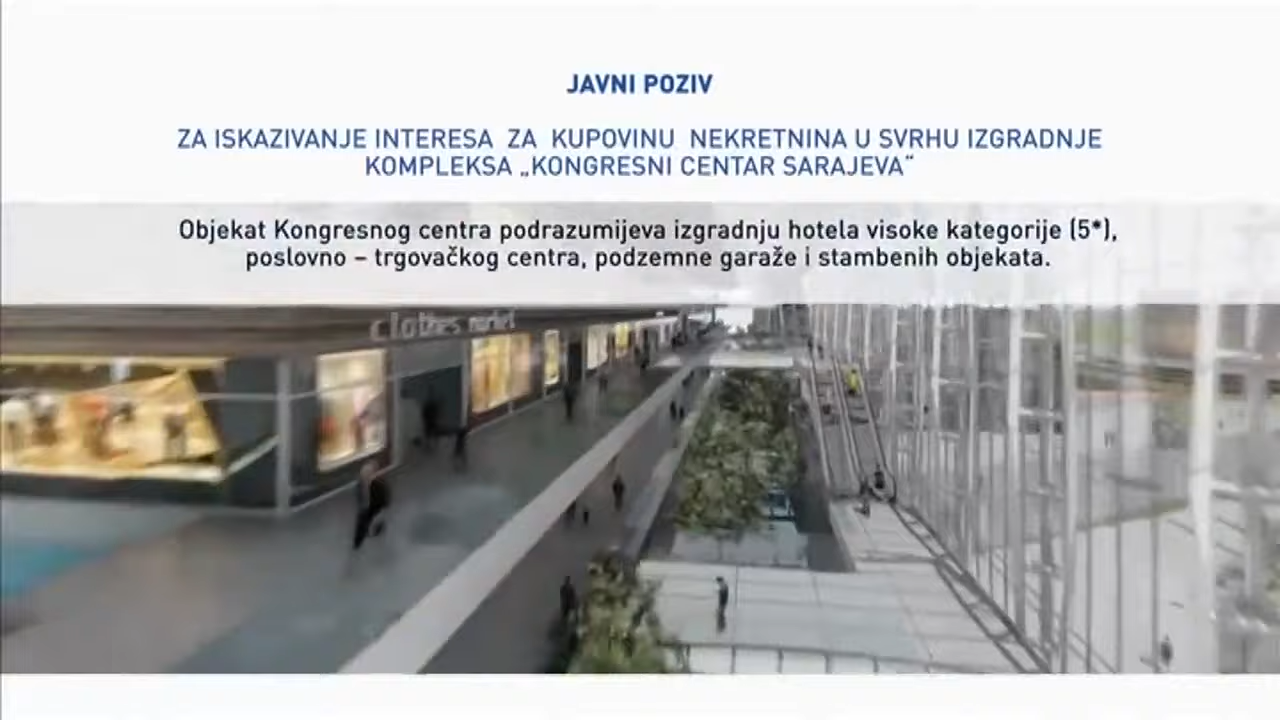 JAVNI POZIV
ZA ISKAZIVANJE INTERESA ZA KUPOVINU NEKRETNINA U SVRHU IZGRADNJE
KOMPLEKSA „KONGRESNI CENTAR SARAJEVA“
Objekat Kongresnog centra podrazumijeva izgradnju hotela visoke kategorije (5*),
poslovno – trgovačkog centra, podzemne garaže i stambenih objekata.
clothes market